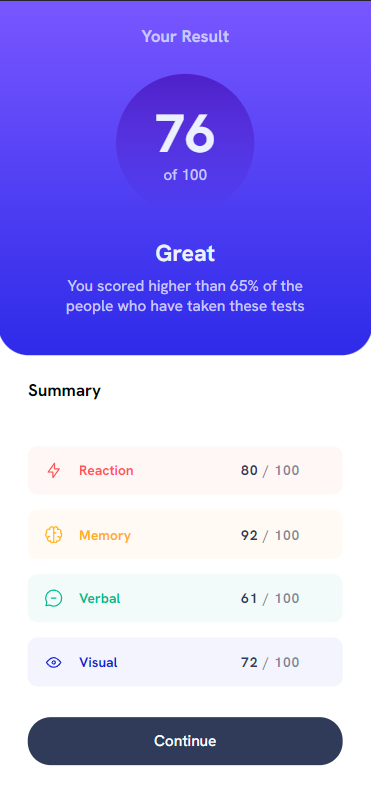 Your Result
76
of 100
Great
You scored higher than 65% of the
people who have taken these tests
Summary
Reaction 80 / 100
Memory 92 / 100
Verbal 61 / 100
Visual 72 / 100
Continue